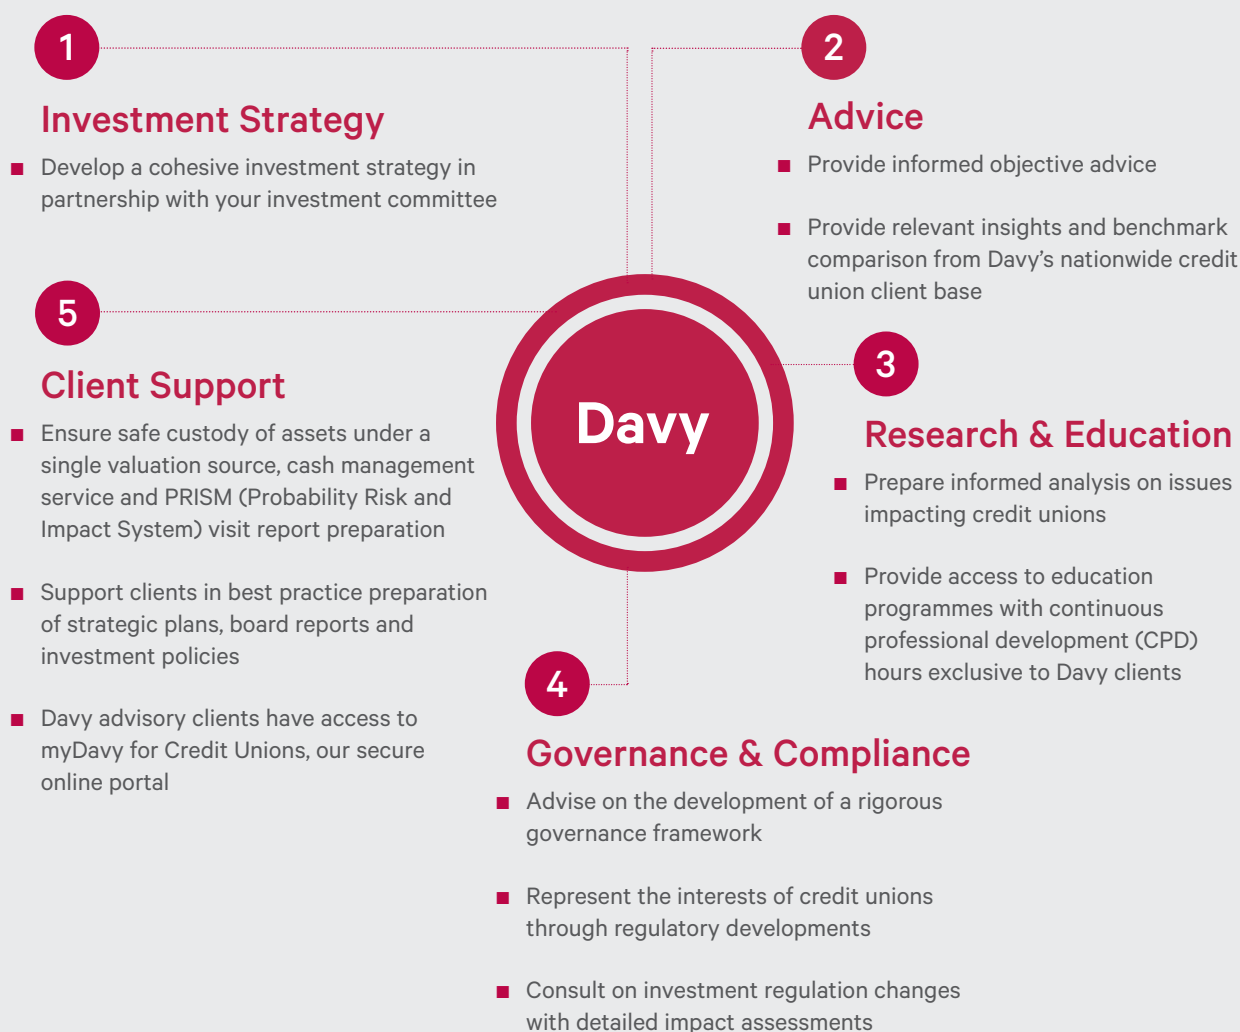 1
Investment Strategy
■ Develop a cohesive investment strategy in
partnership with your investment committee
2
Advice
■ Provide informed objective advice
■ Provide relevant insights and benchmark
comparison from Davy’s nationwide credit
union client base
Davy
3
Research & Education
■ Prepare informed analysis on issues
impacting credit unions
■ Provide access to education
programmes with continuous
professional development (CPD)
hours exclusive to Davy clients
4
Governance & Compliance
■ Advise on the development of a rigorous
governance framework
■ Represent the interests of credit unions
through regulatory developments
■ Consult on investment regulation changes
with detailed impact assessments
5
Client Support
■ Ensure safe custody of assets under a
single valuation source, cash management
service and PRISM (Probability Risk and
Impact System) visit report preparation
■ Support clients in best practice preparation
of strategic plans, board reports and
investment policies
■ Davy advisory clients have access to
myDavy for Credit Unions, our secure
online portal